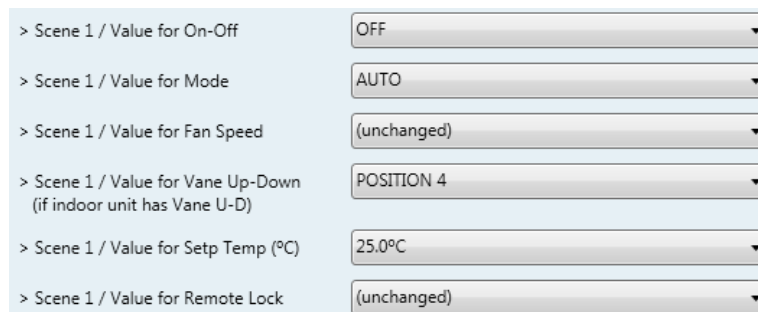 > Scene 1 / Value for On-Off OFF
> Scene 1 / Value for Mode AUTO
> Scene 1 / Value for Fan Speed (unchanged)
> Scene 1 / Value for Vane Up-Down POSITION 4
(if indoor unit has Vane U-D)
> Scene 1 / Value for Setp Temp (ºC) 25.0ºC
> Scene 1 / Value for Remote Lock (unchanged)